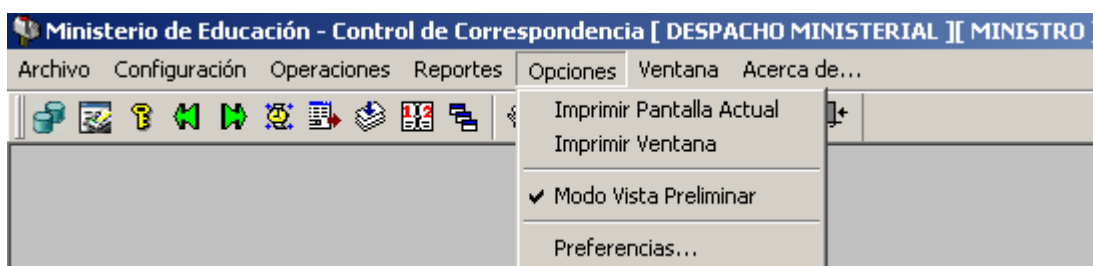 Ministerio de Educación - Control de Correspondencia [ DESPACHO MINISTERIAL ][ MINISTRO ]
Archivo Configuración Operaciones Reportes Opciones Ventana Acerca de...
Imprimir Pantalla Actual
Imprimir Ventana
Modo Vista Preliminar
Preferencias...